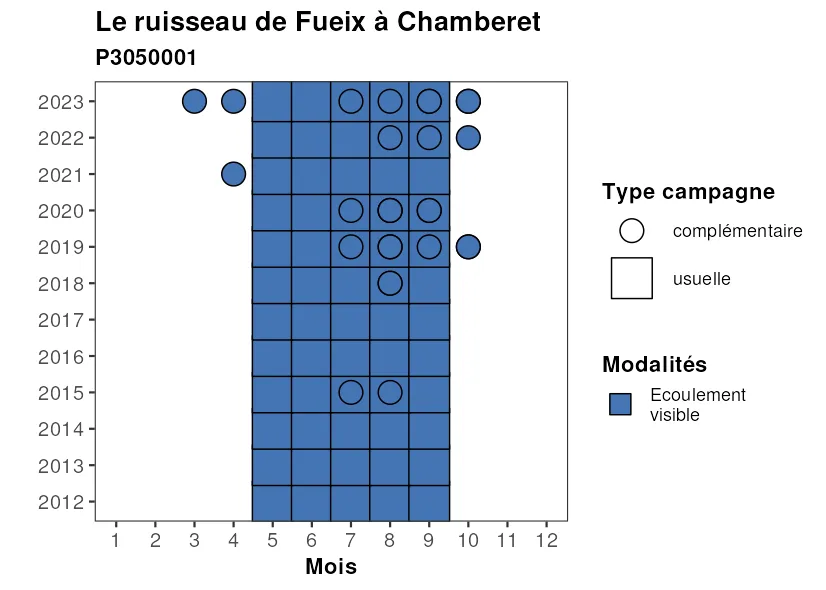 Le ruisseau de Fueix à Chamberet
P3050001
2023
2022
2021
2020
2019
2018
2017
2016
2015
2014
2013
2012
1 2 3 4 5 6 7 8 9 10 11 12
Mois
Type campagne
complémentaire
usuelle
Modalités
Ecoulement
visible